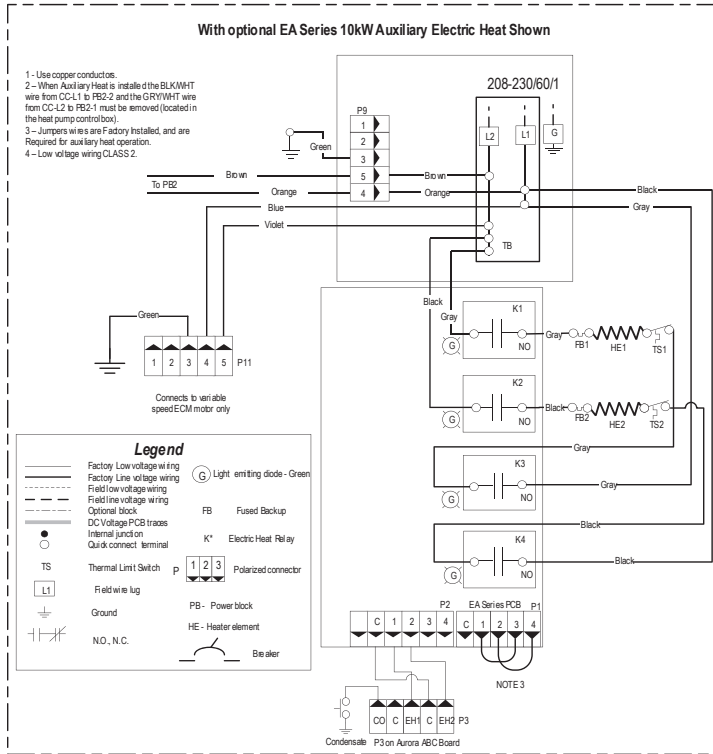 With optional EA Series 10kW Auxiliary Electric Heat Shown
1 - Use copper conductors.
2 – When Auxiliary Heat is installed the BLK/WHT
wire from CC-L1 to PB2-2 and the GRY/WHT wire
from CC-L2 to PB2-1 must be removed (located in
the heat pump control box).
3 – Jumpers wires are Factory Installed, and are
Required for auxiliary heat operation.
4 – Low voltage wiring CLASS 2.
208-230/60/1
P9
1
2
3
5
4
L2
L1
G
Green
Brown
To PB2
Orange
Blue
Violet
Brown
Orange
Black
Gray
TB
Black
Gray
Green
1 2 3 4 5 P11
Connects to variable
speed ECM motor only
K1
G
NO
Gray
FB1
HE1
TS1
K2
G
NO
Black
FB2
HE2
TS2
Gray
K3
G
NO
Gray
Black
K4
G
NO
Black
Legend
Factory Low voltage wiring
Factory Line voltage wiring
Field low voltage wiring
Field line voltage wiring
Optional block
DC Voltage PCB traces
Internal junction
Quick connect terminal
TS Thermal Limit Switch
L1 Field wire lug
Ground
N.O., N.C.
G Light emitting diode - Green
FB Fused Backup
K* Electric Heat Relay
P 1 2 3 Polarized connector
PB - Power block
HE - Heater element
Breaker
P2
C 1 2 3 4
EA Series PCB P1
C 1 2 3 4
NOTE 3
CO C EH1 C EH2 P3
Condensate P3 on Aurora ABC Board